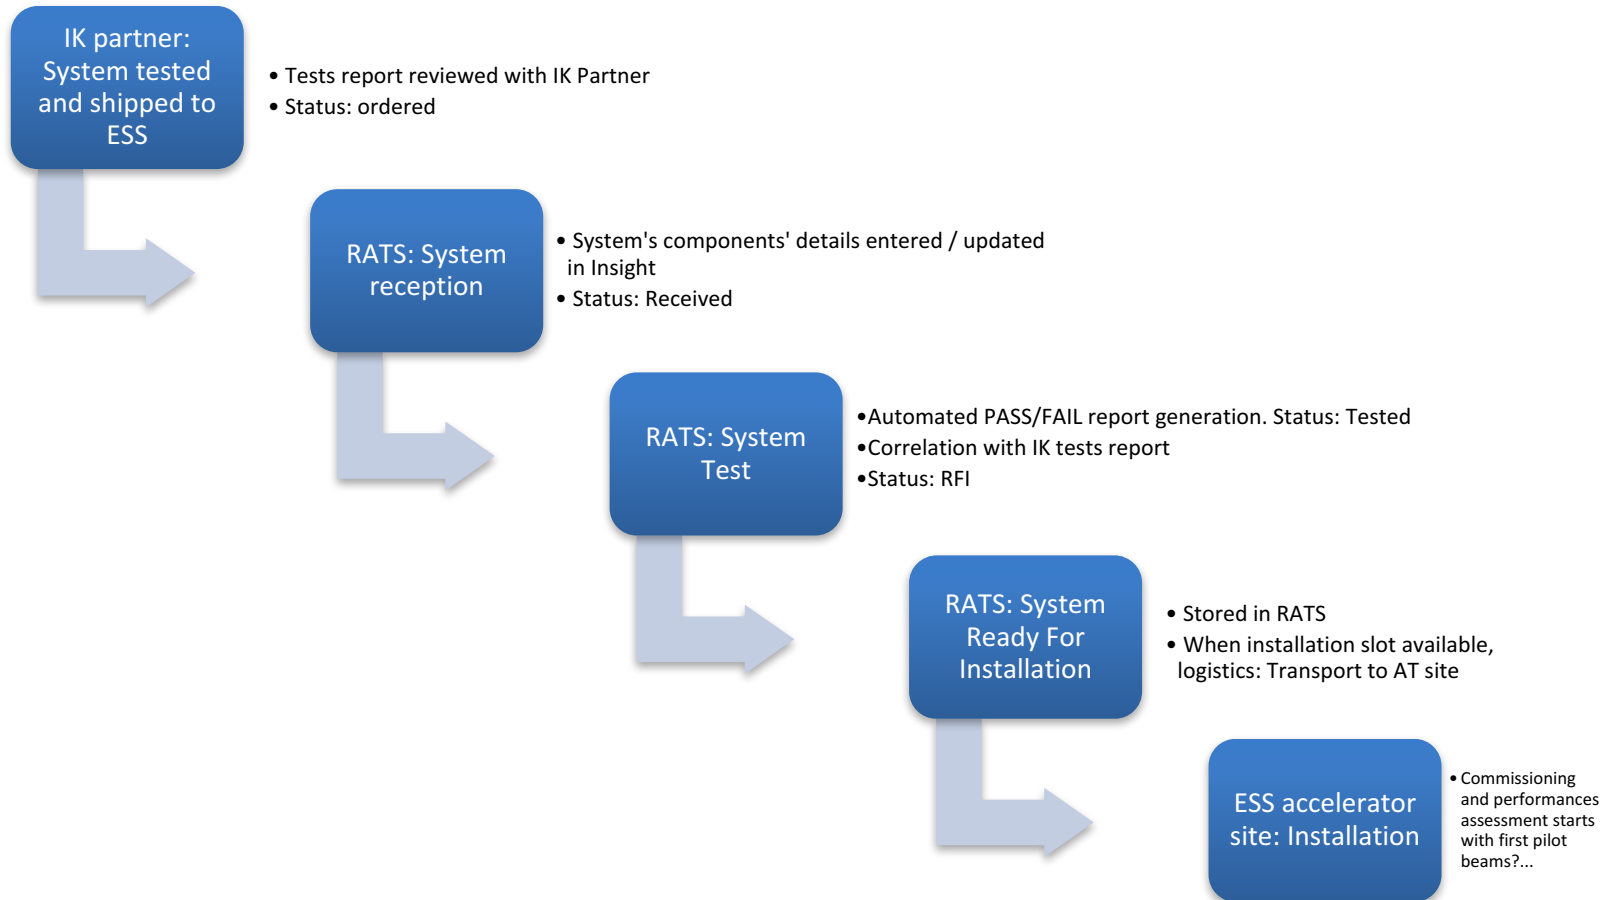 IK partner:
System tested
and shipped to
ESS
• Tests report reviewed with IK Partner
• Status: ordered
RATS: System
reception
• System's components' details entered / updated
in Insight
• Status: Received
RATS: System
Test
•Automated PASS/FAIL report generation. Status: Tested
•Correlation with IK tests report
•Status: RFI
RATS: System
Ready For
Installation
• Stored in RATS
• When installation slot available,
logistics: Transport to AT site
ESS accelerator
site: Installation
• Commissioning
and performances
assessment starts
with first pilot
beams?...